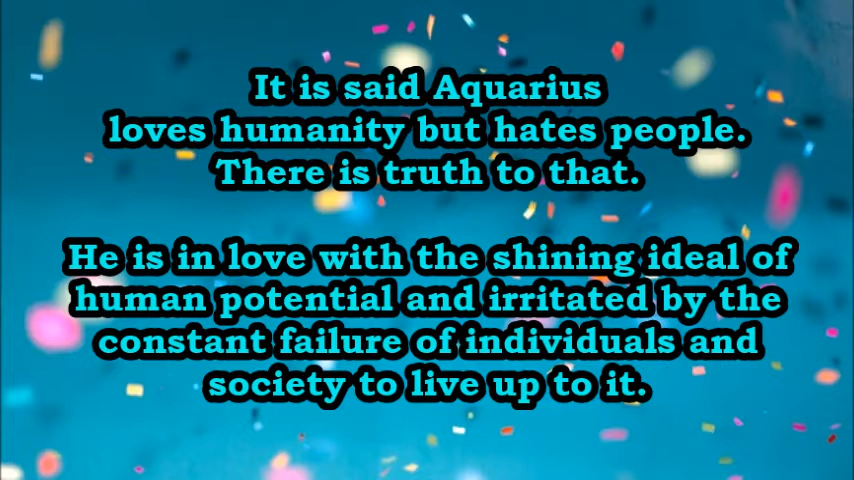 It is said Aquarius
loves humanity but hates people.
There is truth to that.
He is in love with the shining ideal of
human potential and irritated by the
constant failure of individuals and
society to live up to it.